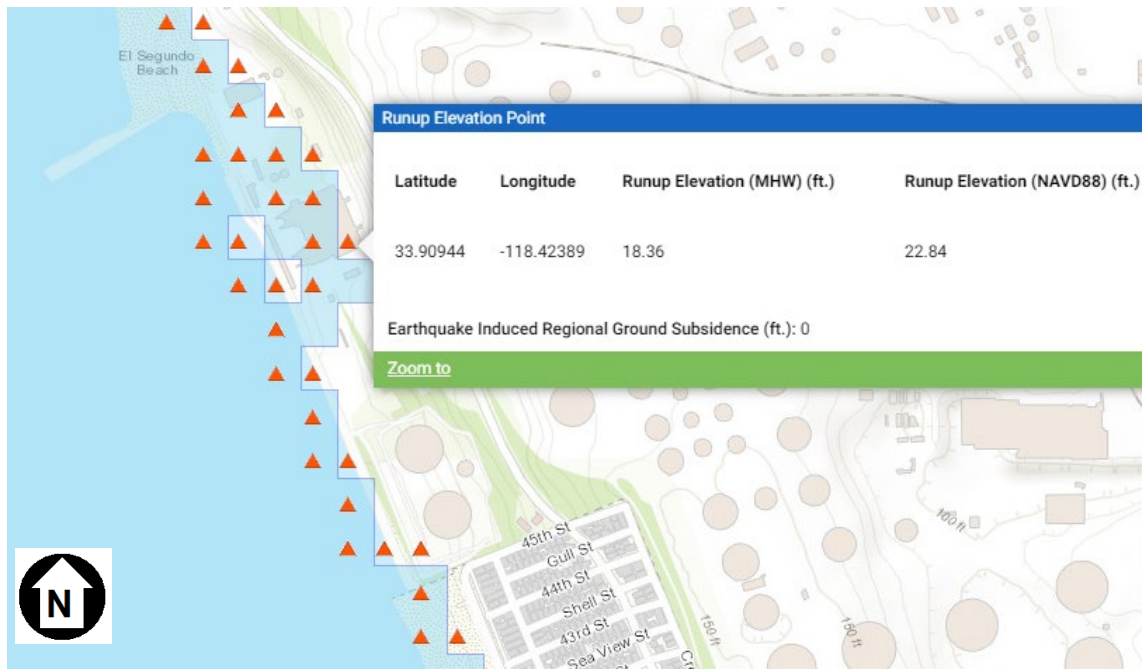 El Segundo
Beach
Runup Elevation Point
Latitude Longitude Runup Elevation (MHW) (ft.) Runup Elevation (NAVD88) (ft.)
33.90944 -118.42389 18.36 22.84
Earthquake Induced Regional Ground Subsidence (ft.): 0
Zoom to
45th St
Gull St
44th St
Shell St
43rd St
Sea View St
100 ft
150 ft
150 ft
N